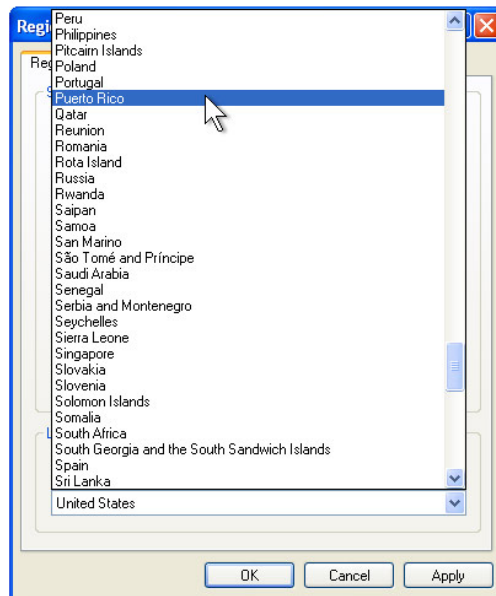 Regi
Peru
Philippines
Pitcairn Islands
Reg
Poland
Portugal
S
Puerto Rico
Qatar
Reunion
Romania
Rota Island
Russia
Rwanda
Saipan
Samoa
San Marino
São Tomé and Príncipe
Saudi Arabia
Senegal
Serbia and Montenegro
Seychelles
Sierra Leone
Singapore
Slovakia
Slovenia
Solomon Islands
Somalia
L
South Africa
South Georgia and the South Sandwich Islands
Spain
Sri Lanka
United States
OK Cancel Apply